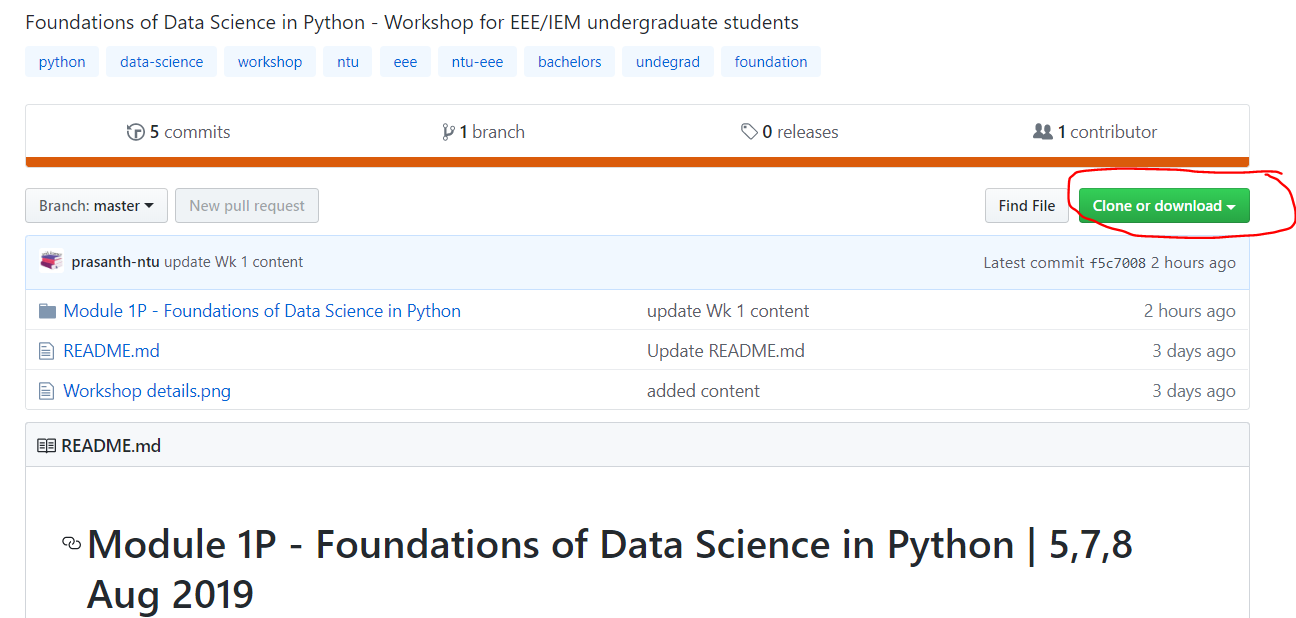 Foundations of Data Science in Python - Workshop for EEE/IEM undergraduate students
python data-science workshop ntu eee ntu-eee bachelors undegrad foundation
5 commits 1 branch 0 releases 1 contributor
Branch: master New pull request Find File Clone or download
prasanth-ntu update Wk 1 content Latest commit f5c7008 2 hours ago
Module 1P - Foundations of Data Science in Python update Wk 1 content 2 hours ago
README.md Update README.md 3 days ago
Workshop details.png added content 3 days ago
README.md
Module 1P - Foundations of Data Science in Python | 5,7,8
Aug 2019